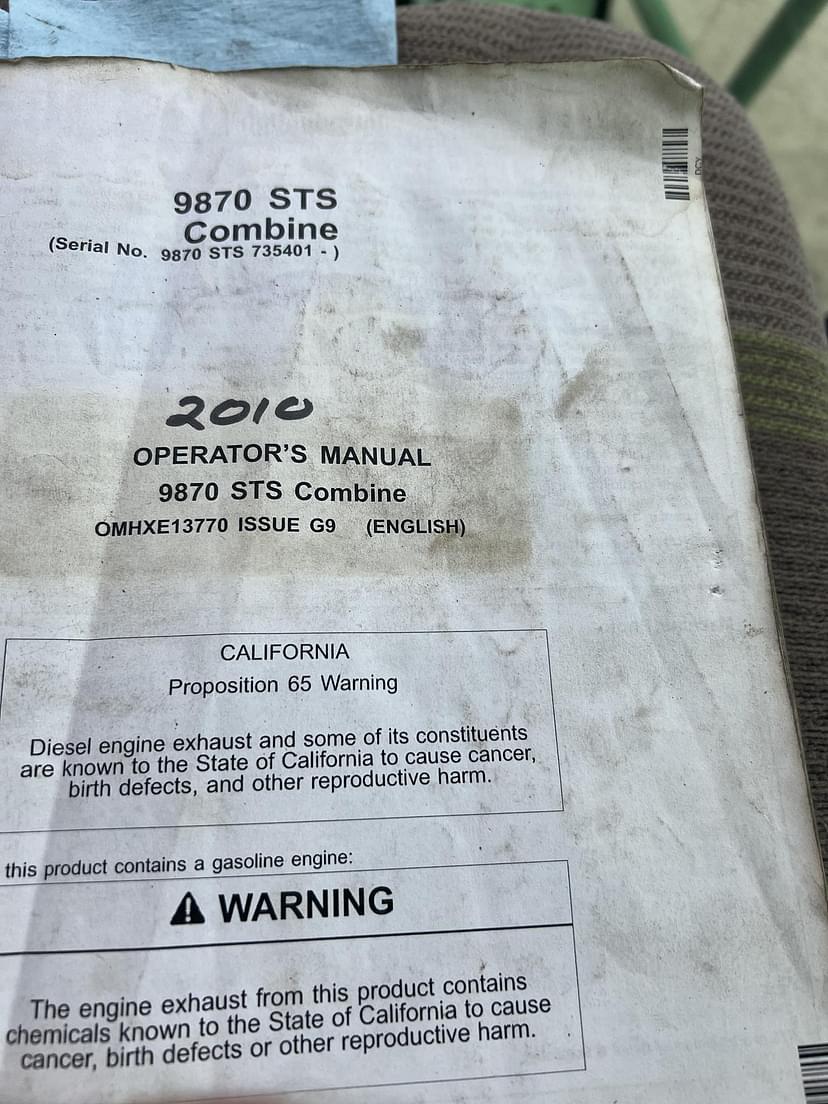 9870 STS
Combine
(Serial No. 9870 STS 735401 - )
2010
OPERATOR'S MANUAL
9870 STS Combine
OMHXE13770 ISSUE G9 (ENGLISH)
CALIFORNIA
Proposition 65 Warning
Diesel engine exhaust and some of its constituents
are known to the State of California to cause cancer,
birth defects, and other reproductive harm.
this product contains a gasoline engine:
WARNING
The engine exhaust from this product contains
chemicals known to the State of California to cause
cancer, birth defects or other reproductive harm.